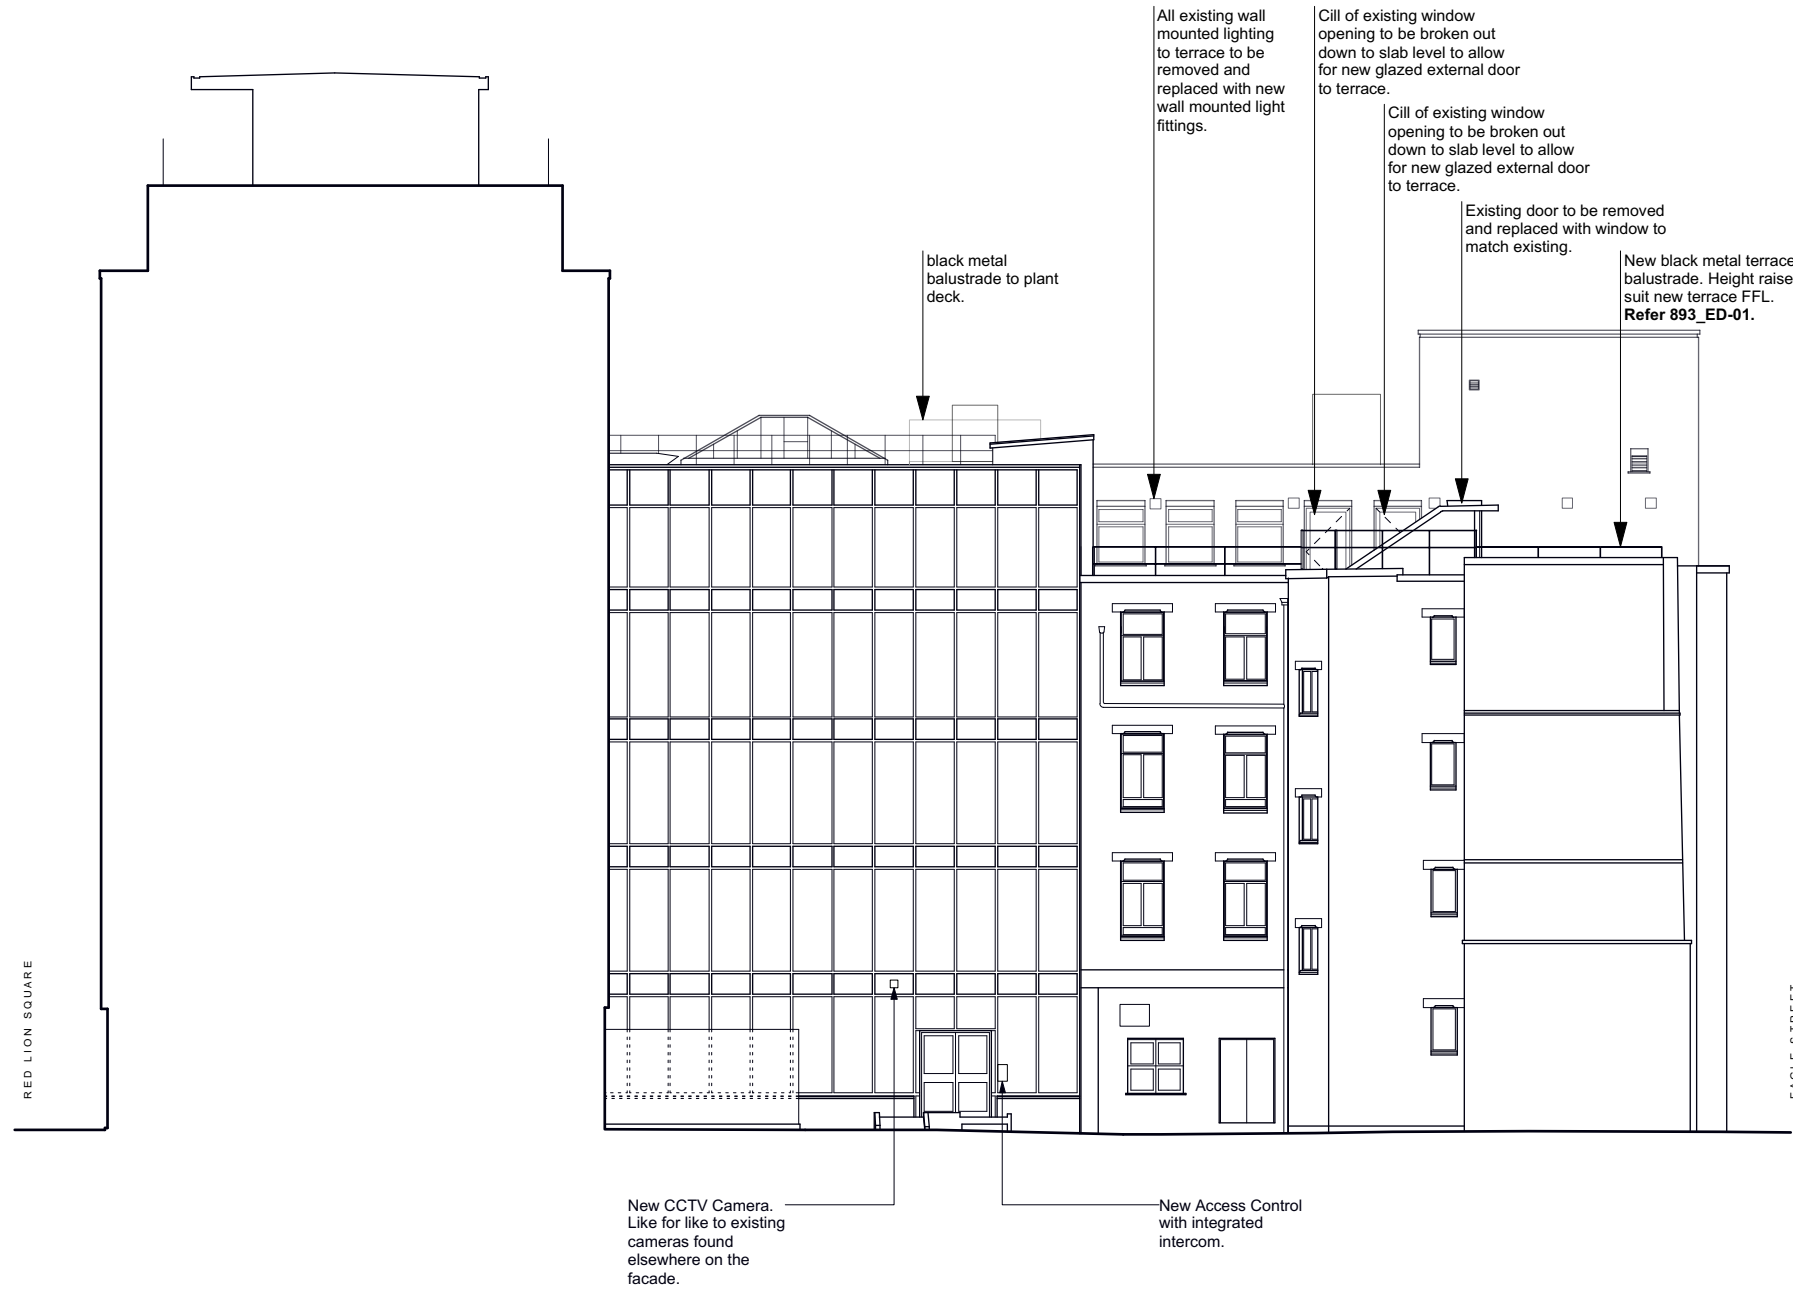 All existing wall
mounted lighting
to terrace to be
removed and
replaced with new
wall mounted light
fittings.
Cill of existing window
opening to be broken out
down to slab level to allow
for new glazed external door
to terrace.
Cill of existing window
opening to be broken out
down to slab level to allow
for new glazed external door
to terrace.
Existing door to be removed
and replaced with window to
match existing.
black metal
balustrade to plant
deck.
New black metal terrace
balustrade. Height raise
suit new terrace FFL.
Refer 893_ED-01.
RED LION SQUARE
New CCTV Camera.
Like for like to existing
cameras found
elsewhere on the
facade.
New Access Control
with integrated
intercom.